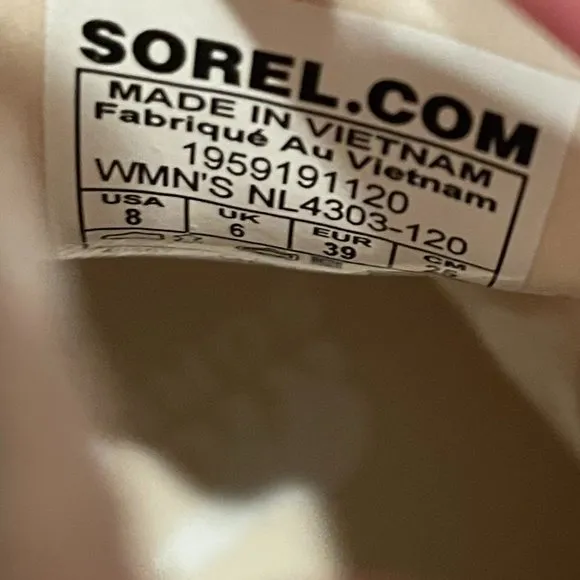 SOREL.COM
MADE IN VIETNAM
Fabriqué Au Vietnam
1959191120
WMN'S NL4303-120
USA UK EUR CM
8 6 39 25